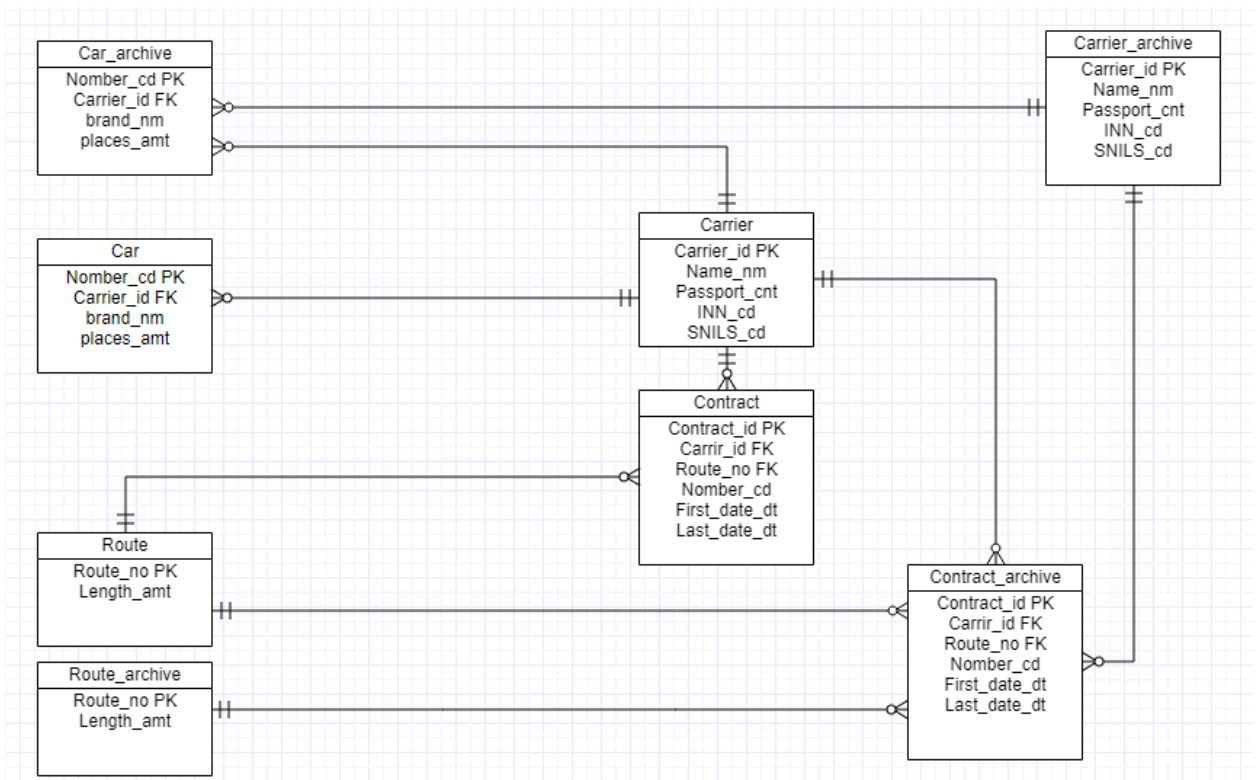 Car_archive
Nomber_cd PK
Carrier_id FK
brand_nm
places_amt
Carrier_archive
Carrier_id PK
Name_nm
Passport_cnt
INN_cd
SNILS_cd
Carrier
Carrier_id PK
Name_nm
Passport_cnt
INN_cd
SNILS_cd
Car
Nomber_cd PK
Carrier_id FK
brand_nm
places_amt
Contract
Contract_id PK
Carrir_id FK
Route_no FK
Nomber_cd
First_date_dt
Last_date_dt
Route
Route_no PK
Length_amt
Contract_archive
Contract_id PK
Carrir_id FK
Route_no FK
Nomber_cd
First_date_dt
Last_date_dt
Route_archive
Route_no PK
Length_amt